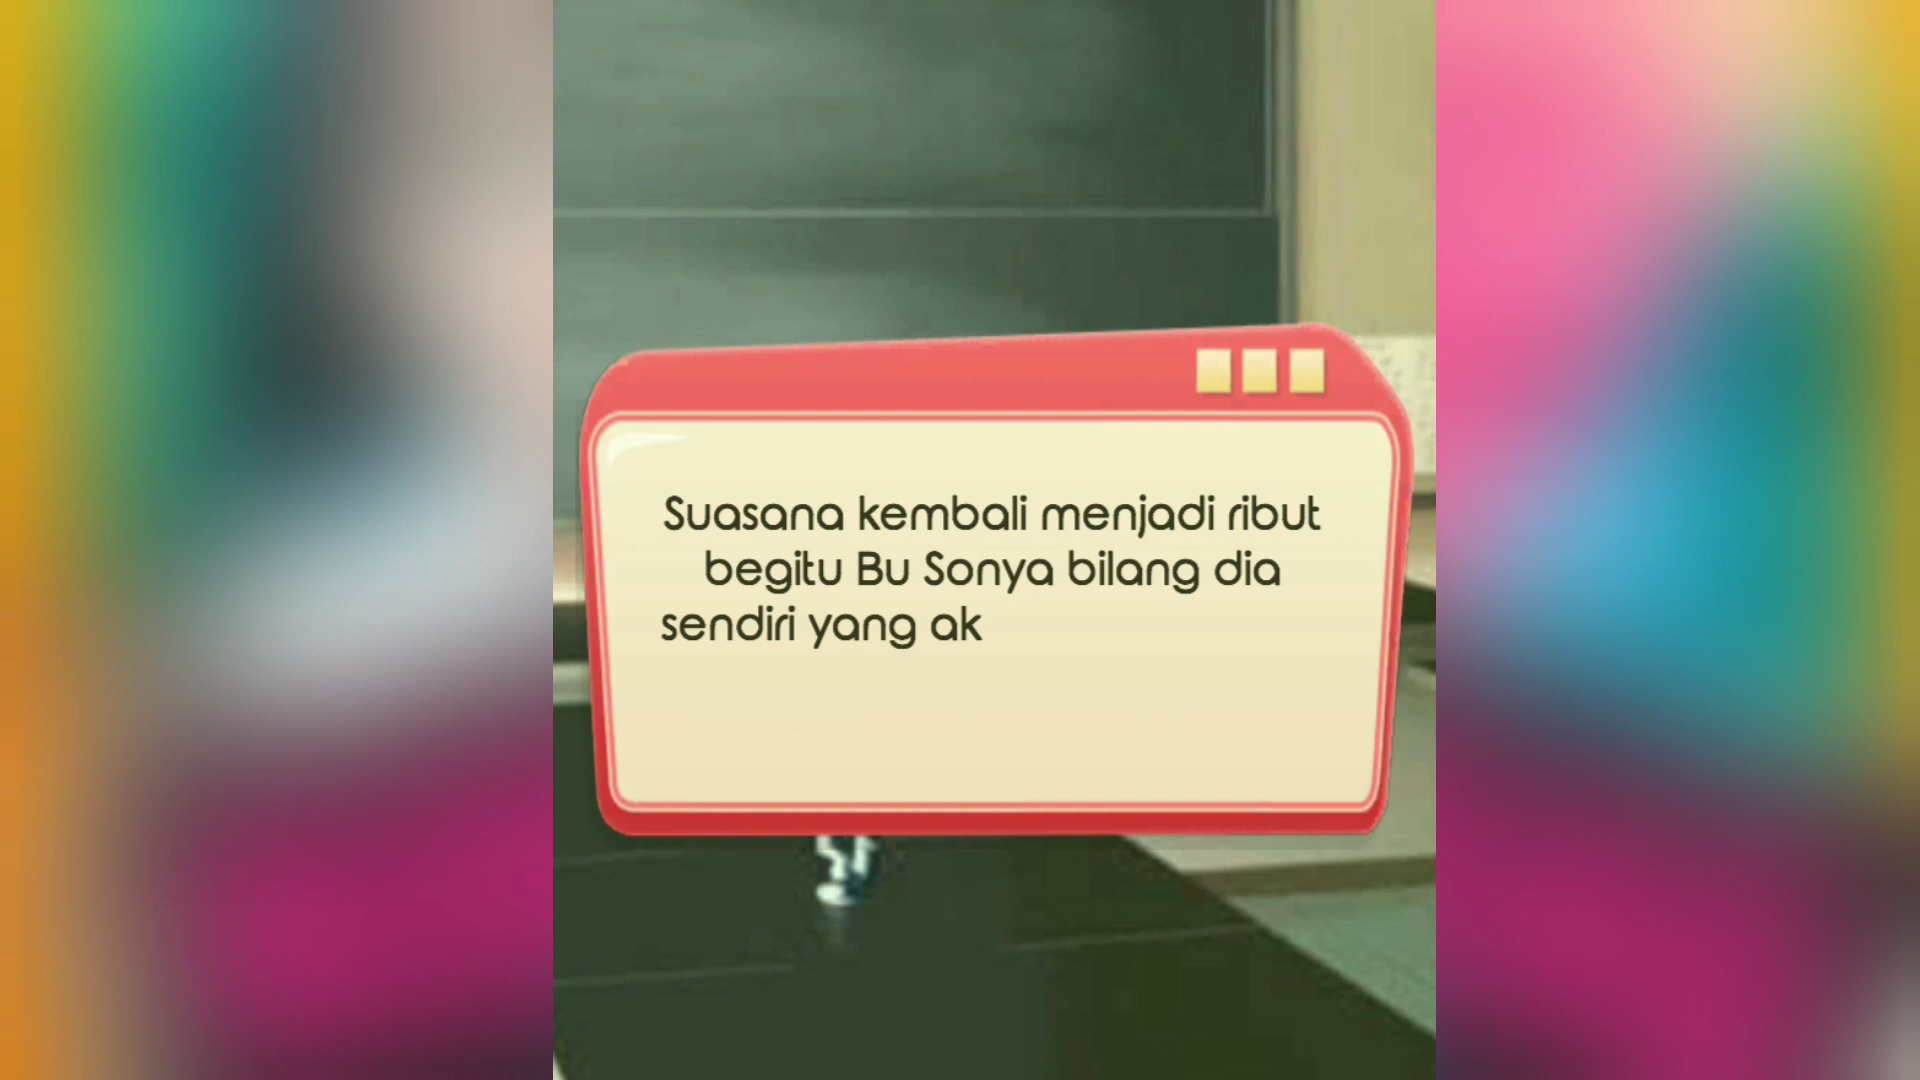 Suasana kembali menjadi ribut
begitu Bu Sonya bilang dia
sendiri yang ak